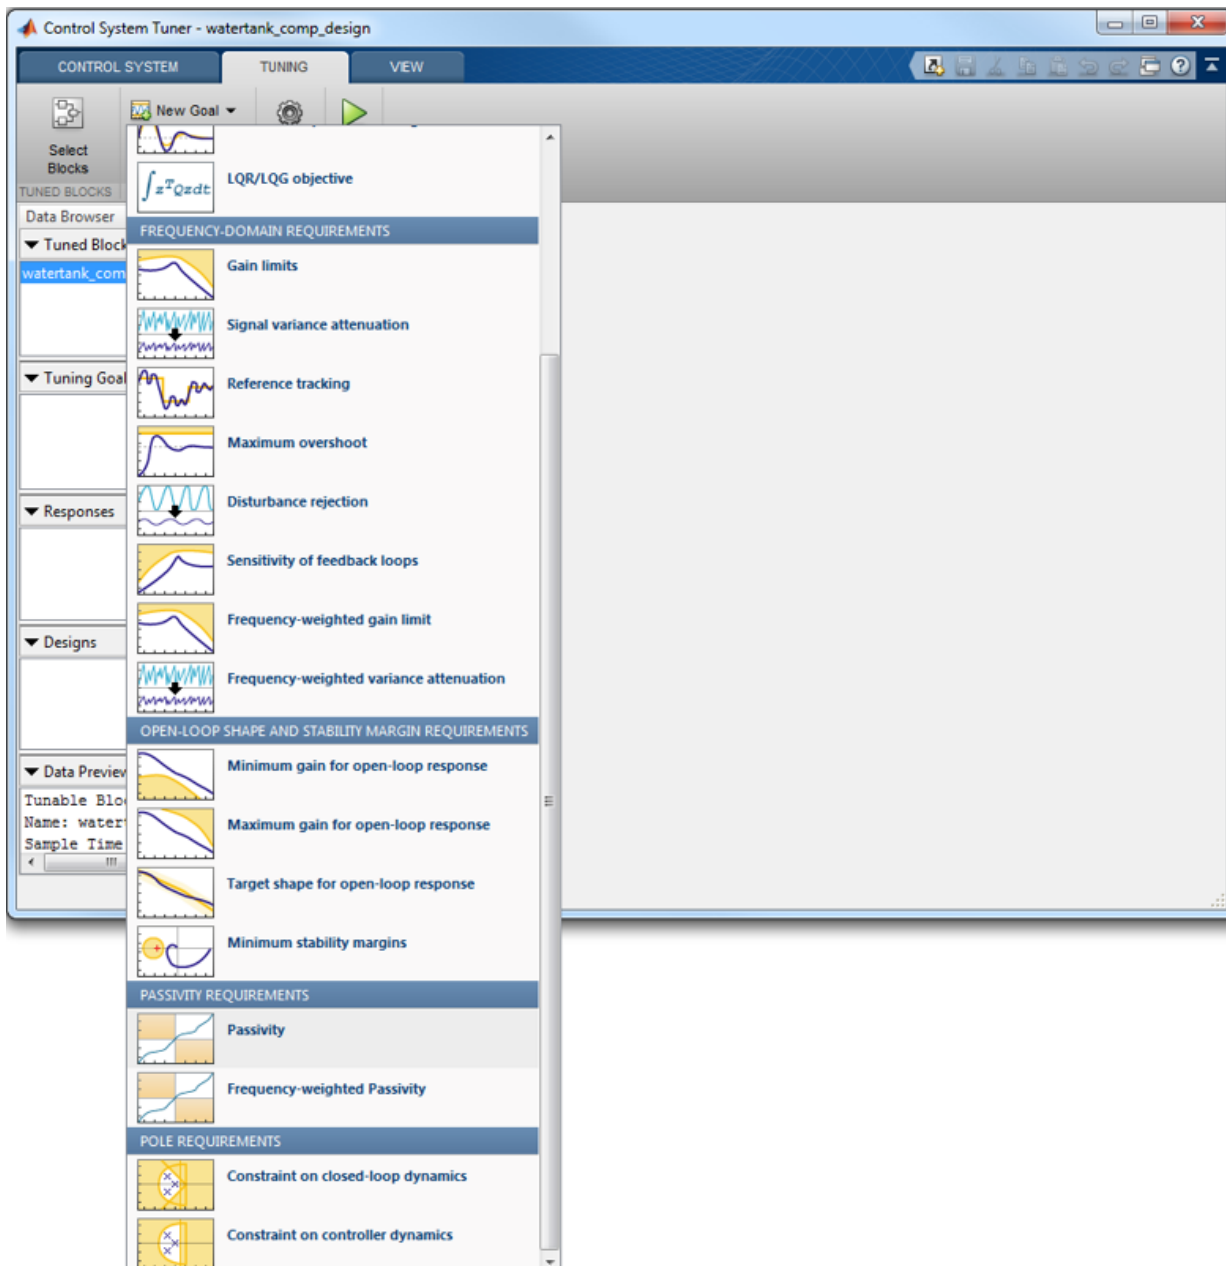 Control System Tuner - watertank_comp_design
CONTROL SYSTEM
TUNING
VIEW
New Goal
Select
Blocks
TUNED BLOCKS
Data Browser
Tuned Block
watertank_com
Tuning Goal
Responses
Designs
Data Preview
Tunable Blo
Name: water
Sample Time
∫zᵀQzdt
LQR/LQG objective
FREQUENCY-DOMAIN REQUIREMENTS
Gain limits
Signal variance attenuation
Reference tracking
Maximum overshoot
Disturbance rejection
Sensitivity of feedback loops
Frequency-weighted gain limit
Frequency-weighted variance attenuation
OPEN-LOOP SHAPE AND STABILITY MARGIN REQUIREMENTS
Minimum gain for open-loop response
Maximum gain for open-loop response
Target shape for open-loop response
Minimum stability margins
PASSIVITY REQUIREMENTS
Passivity
Frequency-weighted Passivity
POLE REQUIREMENTS
Constraint on closed-loop dynamics
Constraint on controller dynamics